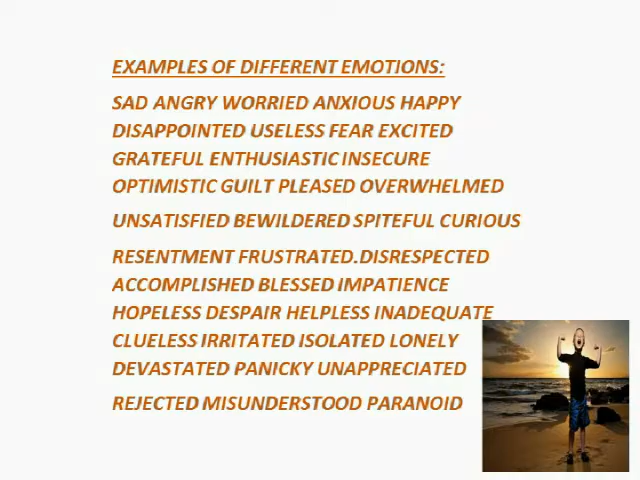 EXAMPLES OF DIFFERENT EMOTIONS:
SAD ANGRY WORRIED ANXIOUS HAPPY
DISAPPOINTED USELESS FEAR EXCITED
GRATEFUL ENTHUSIASTIC INSECURE
OPTIMISTIC GUILT PLEASED OVERWHELMED
UNSATISFIED BEWILDERED SPITEFUL CURIOUS
RESENTMENT FRUSTRATED.DISRESPECTED
ACCOMPLISHED BLESSED IMPATIENCE
HOPELESS DESPAIR HELPLESS INADEQUATE
CLUELESS IRRITATED ISOLATED LONELY
DEVASTATED PANICKY UNAPPRECIATED
REJECTED MISUNDERSTOOD PARANOID